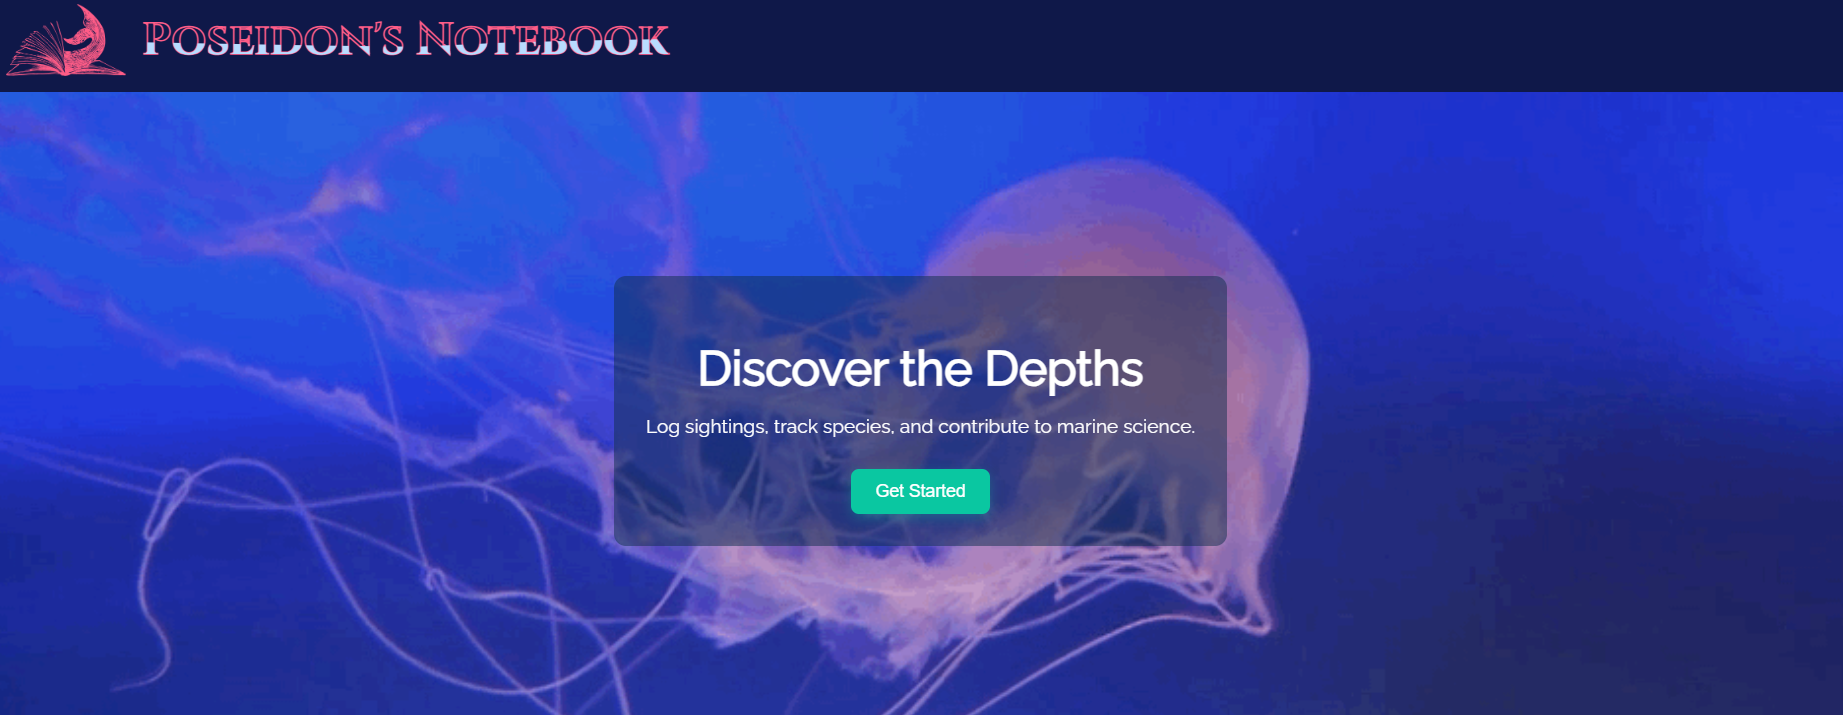 Poseidon's Notebook
Discover the Depths
Log sightings, track species, and contribute to marine science.
Get Started